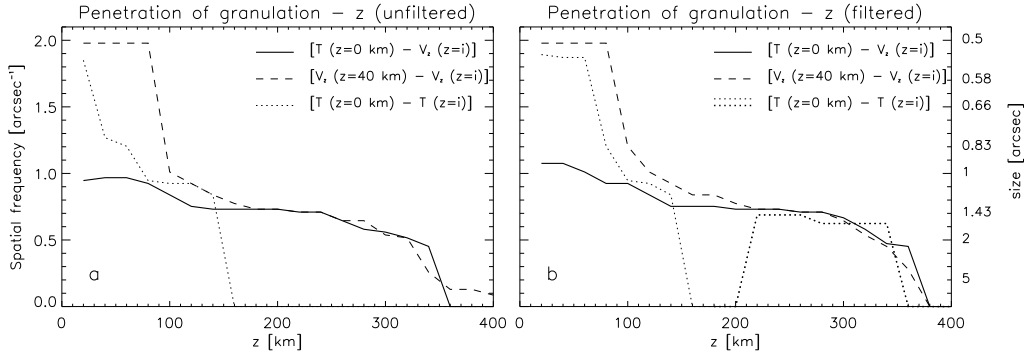 Penetration of granulation − z (unfiltered)
Penetration of granulation − z (filtered)
Spatial frequency [arcsec⁻¹]
2.0
1.5
1.0
0.5
0.0
[T (z=0 km) − V_z (z=i)]
[V_z (z=40 km) − V_z (z=i)]
[T (z=0 km) − T (z=i)]
a
0
100
200
300
400
z [km]
[T (z=0 km) − V_z (z=i)]
[V_z (z=40 km) − V_z (z=i)]
[T (z=0 km) − T (z=i)]
b
0
100
200
300
400
z [km]
0.5
0.58
0.66
0.83
1
1.43
2
5
size [arcsec]